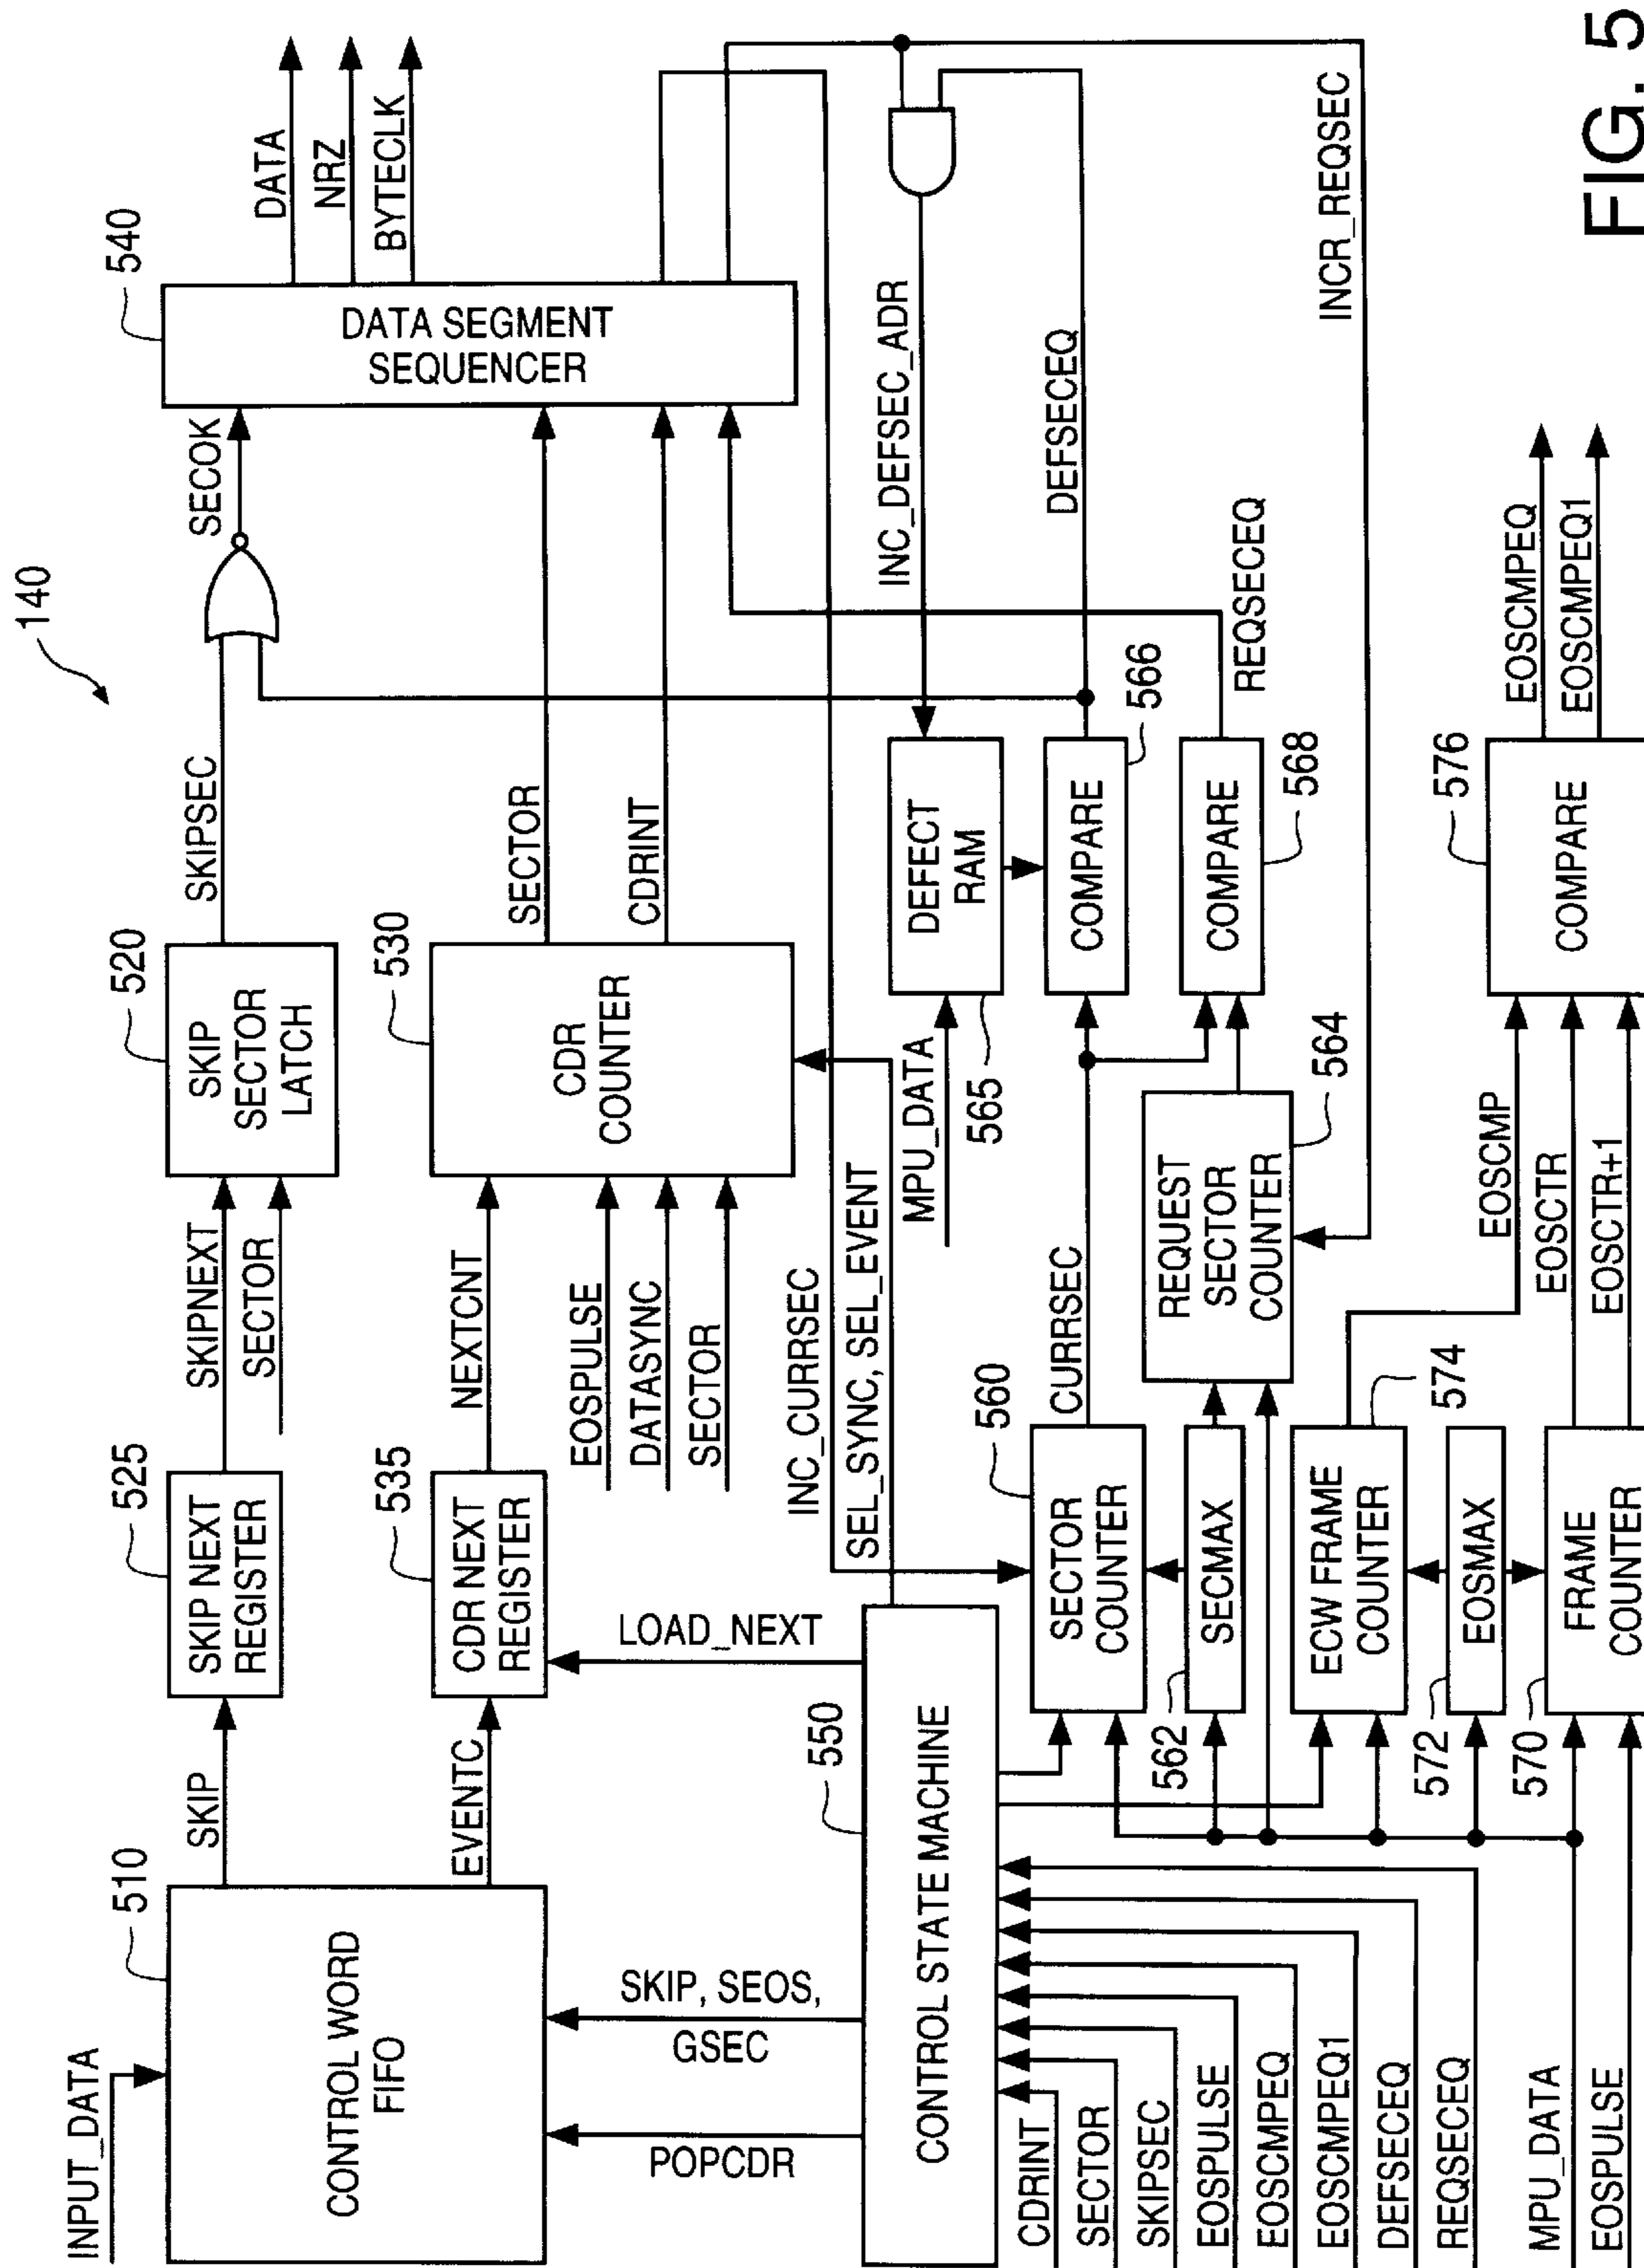 140
INPUT_DATA
510
CONTROL WORD
FIFO
SKIP
EVENTC
525
SKIP NEXT
REGISTER
SKIPNEXT
SECTOR
520
SKIP
SECTOR
LATCH
SKIPSEC
SECOK
540
DATA SEGMENT
SEQUENCER
DATA
NRZ
BYTECLK
535
CDR NEXT
REGISTER
NEXTCNT
EOSPULSE
DATASYNC
SECTOR
530
CDR
COUNTER
SECTOR
CDRINT
POPCDR
SKIP, SEOS,
GSEC
LOAD_NEXT
INC_CURRSEC
SEL_SYNC, SEL_EVENT
550
CONTROL STATE MACHINE
CDRINT
SECTOR
SKIPSEC
EOSPULSE
EOSCMPEQ
EOSCMPEQ1
DEFSECEQ
REQSECEQ
MPU_DATA
EOSPULSE
560
SECTOR
COUNTER
CURRSEC
562
SECMAX
REQUEST
SECTOR
COUNTER
564
MPU_DATA
565
DEFECT
RAM
INC_DEFSEC_ADR
COMPARE
566
DEFSECEQ
COMPARE
568
REQSECEQ
INCR_REQSEC
ECW FRAME
COUNTER
574
572
EOSMAX
570
FRAME
COUNTER
EOSCMP
EOSCTR
EOSCTR+1
576
COMPARE
EOSCMPEQ
EOSCMPEQ1
FIG. 5